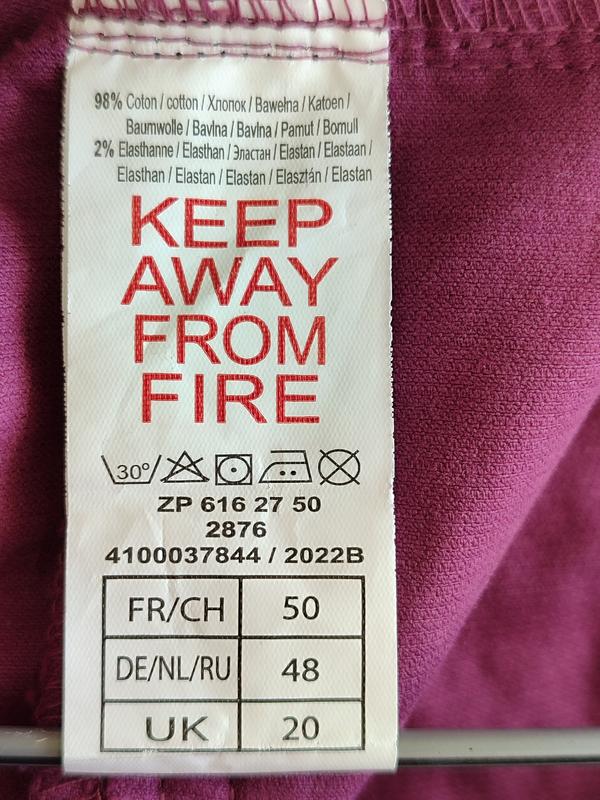 98% Coton / cotton / Хлопок / Bawełna / Katoen /
Baumwolle / Bavlna / Bavlna / Pamut / Bomull
2% Elasthanne / Elasthan / Эластан / Elastan / Elastaan /
Elasthan / Elastan / Elastan / Elasztán / Elastan
KEEP
AWAY
FROM
FIRE
30°
ZP 616 27 50
2876
4100037844 / 2022B
FR/CH 50
DE/NL/RU 48
UK 20